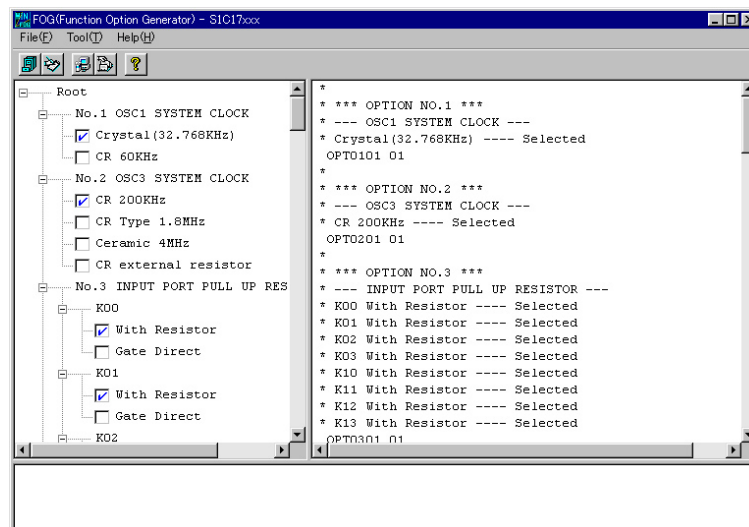 FOG(Function Option Generator) - S1C17xxx
File(F) Tool(T) Help(H)
Root
No.1 OSC1 SYSTEM CLOCK
Crystal(32.768KHz)
CR 60KHz
No.2 OSC3 SYSTEM CLOCK
CR 200KHz
CR Type 1.8MHz
Ceramic 4MHz
CR external resistor
No.3 INPUT PORT PULL UP RES
K00
With Resistor
Gate Direct
K01
With Resistor
Gate Direct
K02
*
* *** OPTION NO.1 ***
* --- OSC1 SYSTEM CLOCK ---
* Crystal(32.768KHz) ---- Selected
OPT0101 01
*
* *** OPTION NO.2 ***
* --- OSC3 SYSTEM CLOCK ---
* CR 200KHz ---- Selected
OPT0201 01
*
* *** OPTION NO.3 ***
* --- INPUT PORT PULL UP RESISTOR ---
* K00 With Resistor ---- Selected
* K01 With Resistor ---- Selected
* K02 With Resistor ---- Selected
* K03 With Resistor ---- Selected
* K10 With Resistor ---- Selected
* K11 With Resistor ---- Selected
* K12 With Resistor ---- Selected
* K13 With Resistor ---- Selected
OPT0301 01